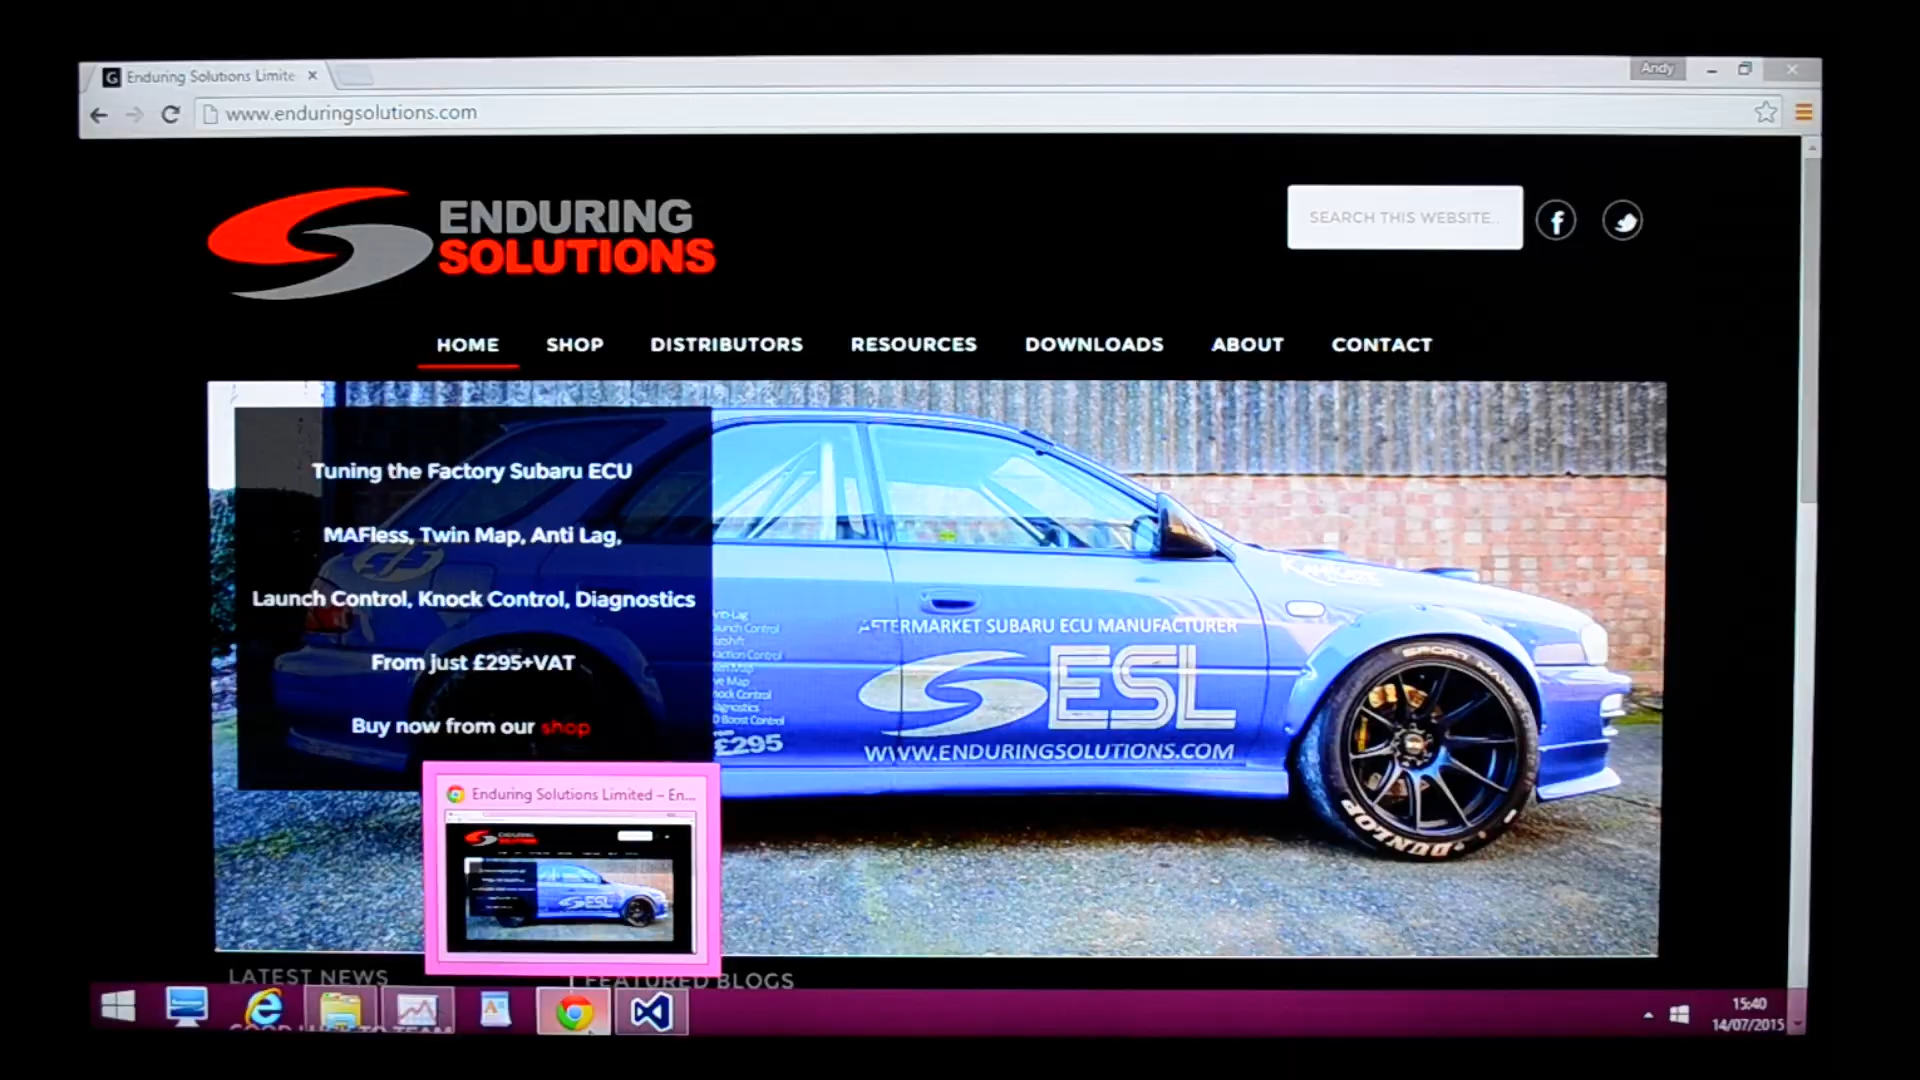 Enduring Solutions Limite
Andy
www.enduringsolutions.com
ENDURING
SOLUTIONS
SEARCH THIS WEBSITE..
HOME SHOP DISTRIBUTORS RESOURCES DOWNLOADS ABOUT CONTACT
Tuning the Factory Subaru ECU
MAFless, Twin Map, Anti Lag,
Launch Control, Knock Control, Diagnostics
From just £295+VAT
Buy now from our shop
AFTERMARKET SUBARU ECU MANUFACTURER
ESL
WWW.ENDURINGSOLUTIONS.COM
£295
SPORT
DUNLOP
Enduring Solutions Limited – En...
ESL
LATEST NEWS
FEATURED BLOGS
15:40
14/07/2015